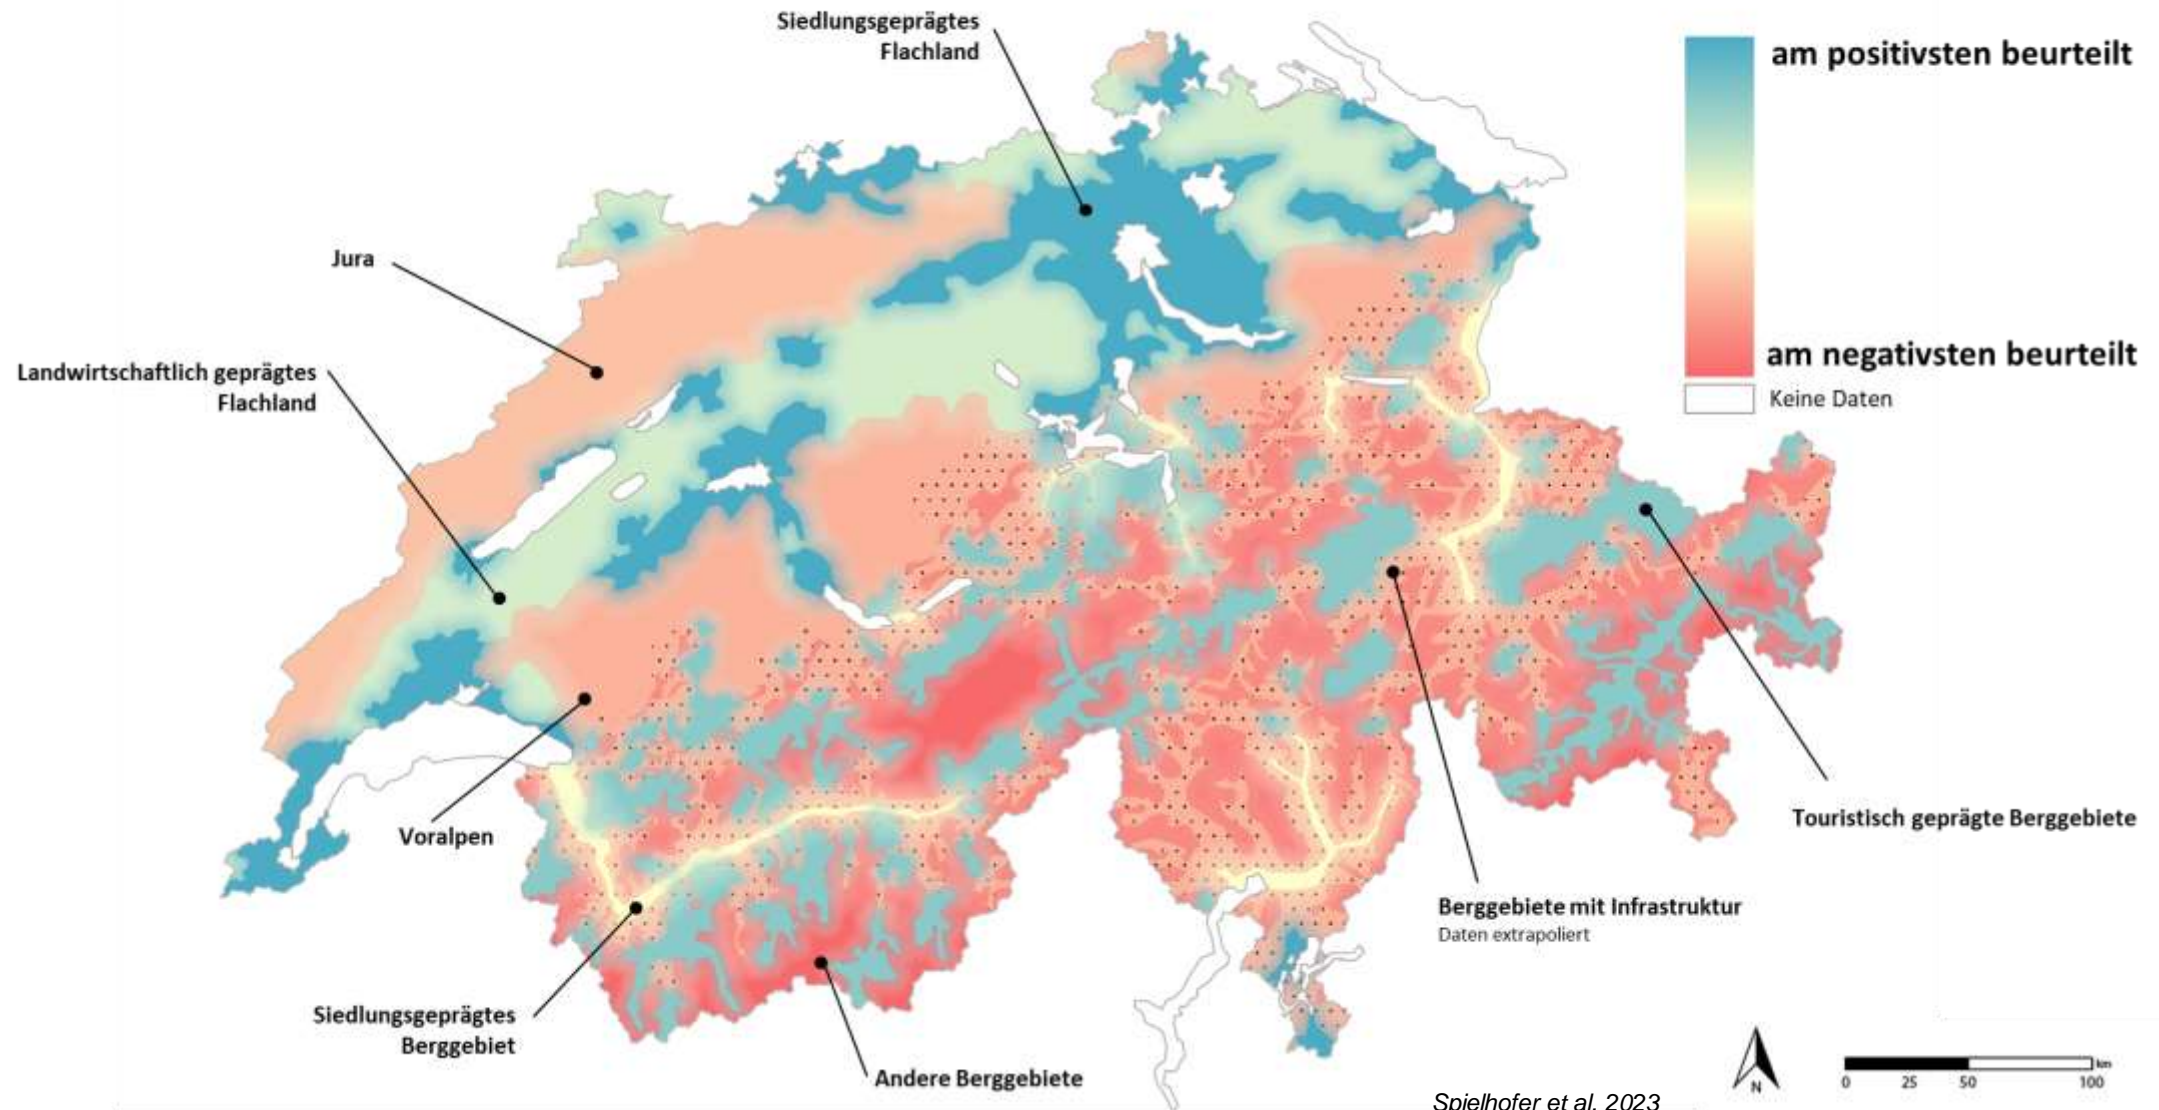 Siedlungsgeprägtes
Flachland
am positivsten beurteilt
Jura
Landwirtschaftlich geprägtes
Flachland
am negativsten beurteilt
Keine Daten
Voralpen
Touristisch geprägte Berggebiete
Berggebiete mit Infrastruktur
Daten extrapoliert
Siedlungsgeprägtes
Berggebiet
Andere Berggebiete
N
km
0 25 50 100
Spielhofer et al. 2023